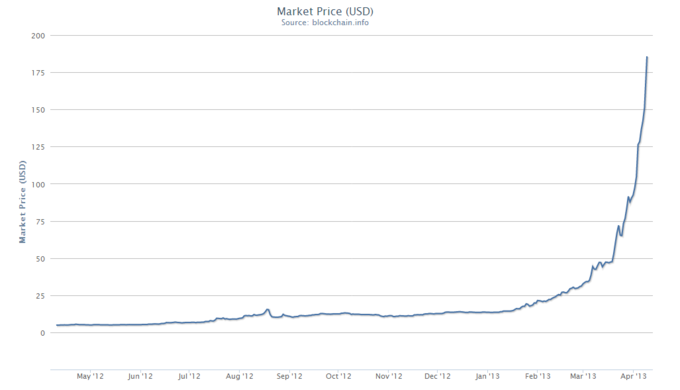 Market Price (USD)
Source: blockchain.info
200
175
150
125
100
75
50
25
0
Market Price (USD)
May '12
Jun '12
Jul '12
Aug '12
Sep '12
Oct '12
Nov '12
Dec '12
Jan '13
Feb '13
Mar '13
Apr '13